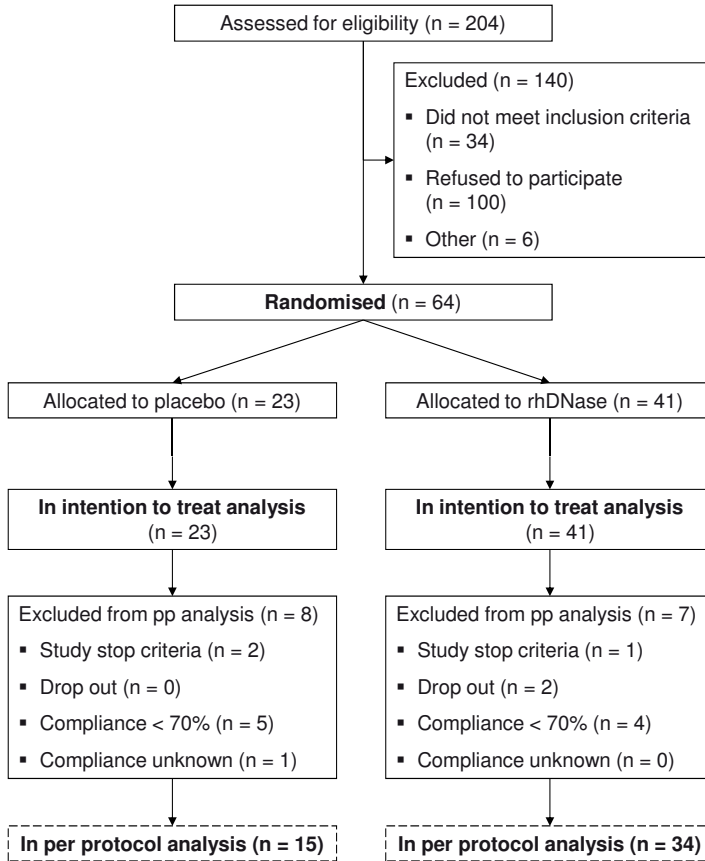 Assessed for eligibility (n = 204)
Excluded (n = 140)
▪ Did not meet inclusion criteria
(n = 34)
▪ Refused to participate
(n = 100)
▪ Other (n = 6)
Randomised (n = 64)
Allocated to placebo (n = 23)
Allocated to rhDNase (n = 41)
In intention to treat analysis
(n = 23)
In intention to treat analysis
(n = 41)
Excluded from pp analysis (n = 8)
▪ Study stop criteria (n = 2)
▪ Drop out (n = 0)
▪ Compliance < 70% (n = 5)
▪ Compliance unknown (n = 1)
Excluded from pp analysis (n = 7)
▪ Study stop criteria (n = 1)
▪ Drop out (n = 2)
▪ Compliance < 70% (n = 4)
▪ Compliance unknown (n = 0)
In per protocol analysis (n = 15)
In per protocol analysis (n = 34)